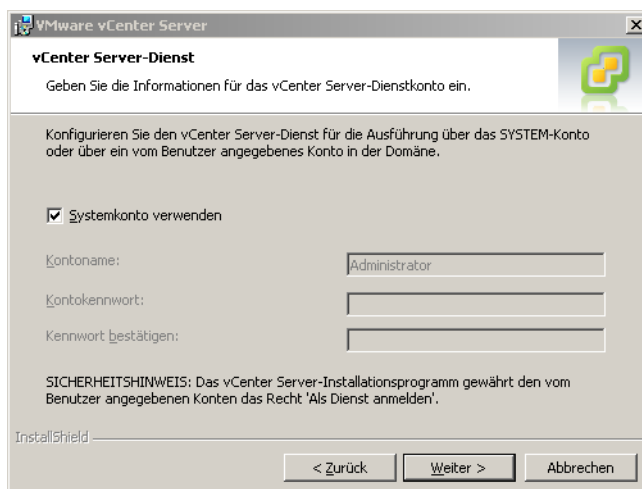 VMware vCenter Server
vCenter Server-Dienst
Geben Sie die Informationen für das vCenter Server-Dienstkonto ein.
Konfigurieren Sie den vCenter Server-Dienst für die Ausführung über das SYSTEM-Konto
oder über ein vom Benutzer angegebenes Konto in der Domäne.
Systemkonto verwenden
Kontoname:
Administrator
Kontokennwort:
Kennwort bestätigen:
SICHERHEITSHINWEIS: Das vCenter Server-Installationsprogramm gewährt den vom
Benutzer angegebenen Konten das Recht 'Als Dienst anmelden'.
InstallShield
< Zurück
Weiter >
Abbrechen